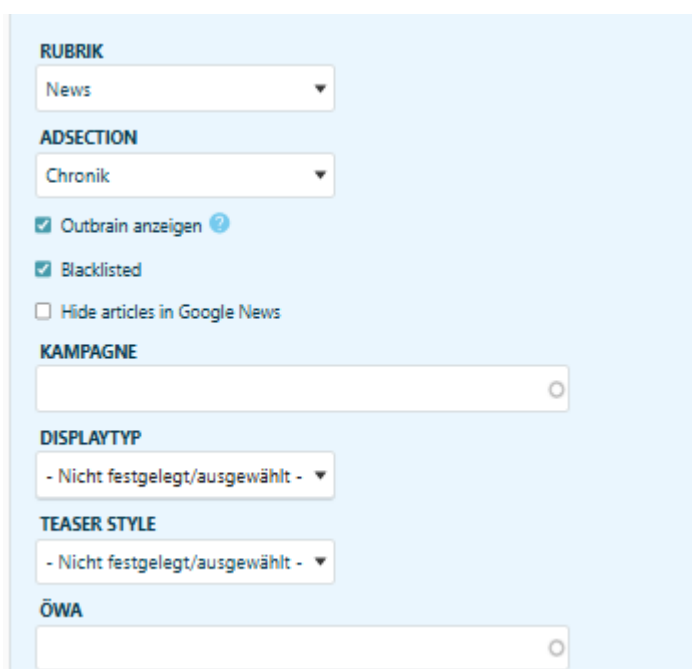 RUBRIK
News
ADSECTION
Chronik
Outbrain anzeigen ?
Blacklisted
Hide articles in Google News
KAMPAGNE
DISPLAYTYP
- Nicht festgelegt/ausgewählt -
TEASER STYLE
- Nicht festgelegt/ausgewählt -
ÖWA